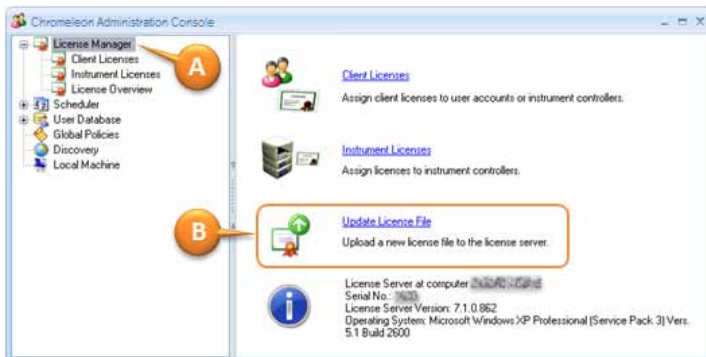 Chromeleon Administration Console
License Manager
Client Licenses
Instrument Licenses
License Overview
Scheduler
User Database
Global Policies
Discovery
Local Machine
A
Client Licenses
Assign client licenses to user accounts or instrument controllers.
Instrument Licenses
Assign licenses to instrument controllers.
B
Update License File
Upload a new license file to the license server.
License Server at computer
Serial No.:
License Server Version: 7.1.0.862
Operating System: Microsoft Windows XP Professional (Service Pack 3) Vers.
5.1 Build 2600